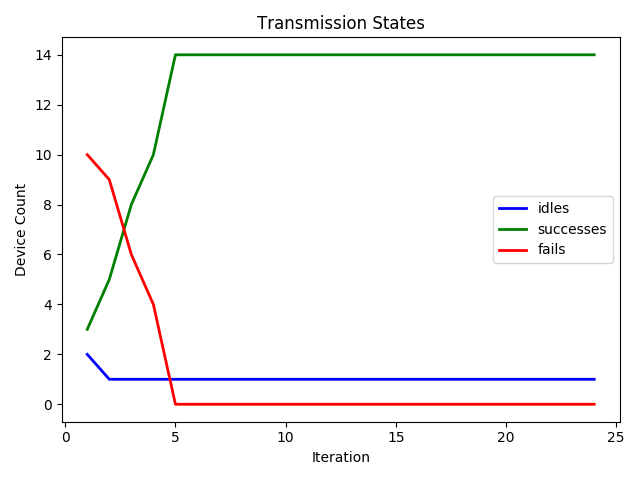 Transmission States
Device Count
14
12
10
8
6
4
2
0
idles
successes
fails
0 5 10 15 20 25
Iteration